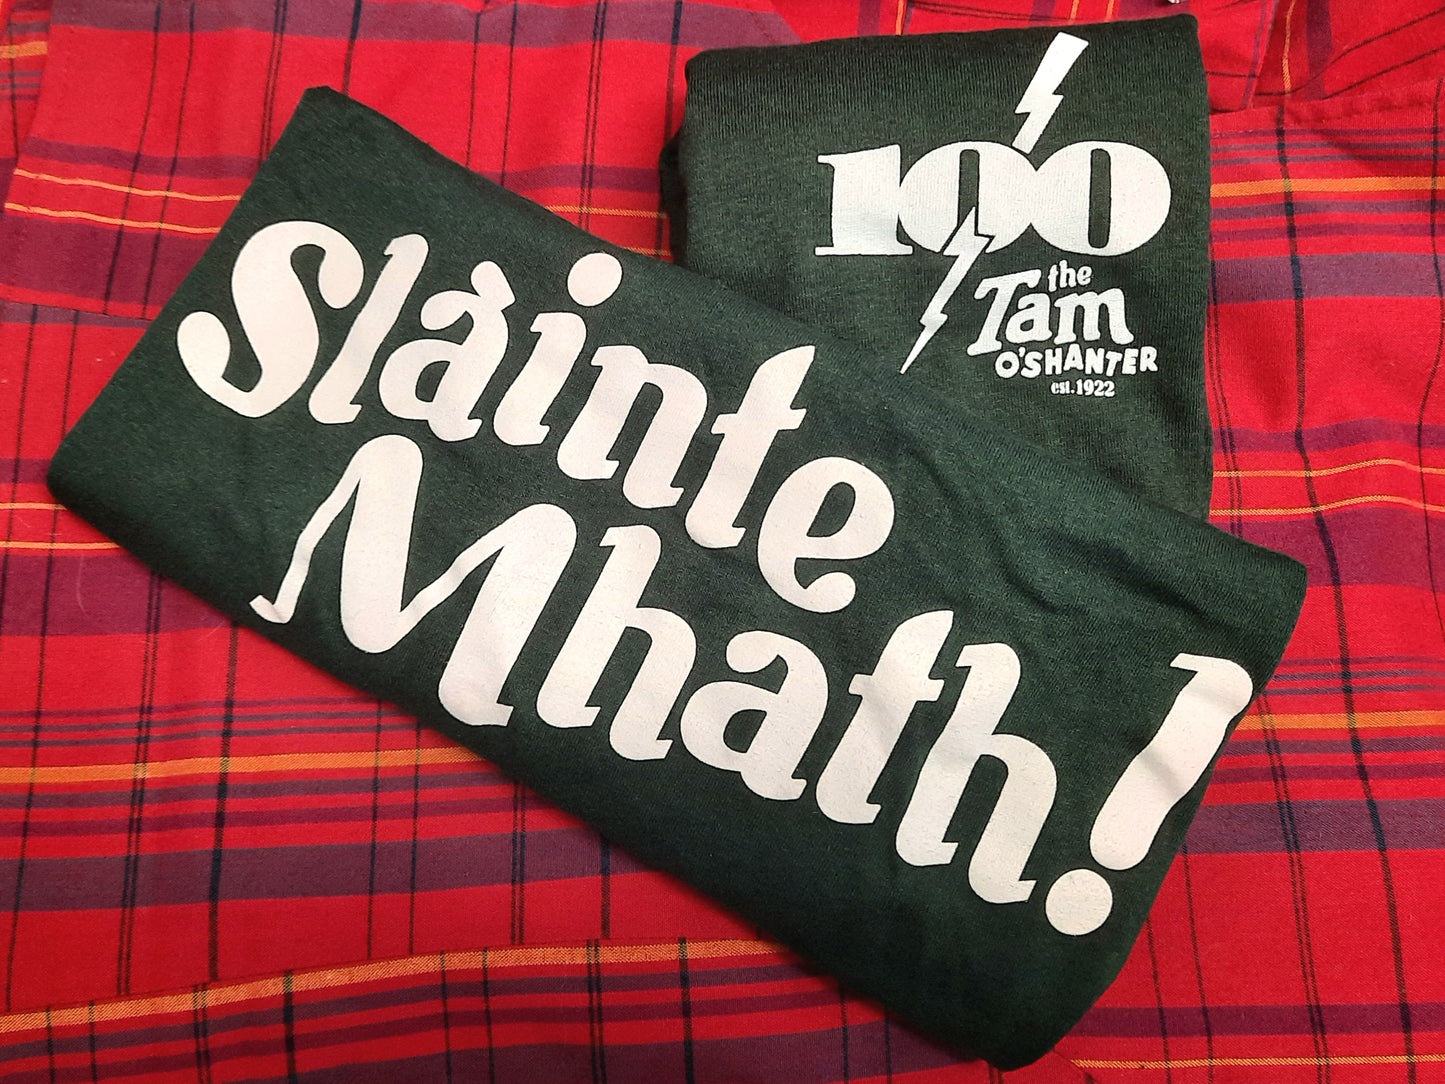 Slàinte
Mhath!
100
the
Tam
O'SHANTER
est.1922